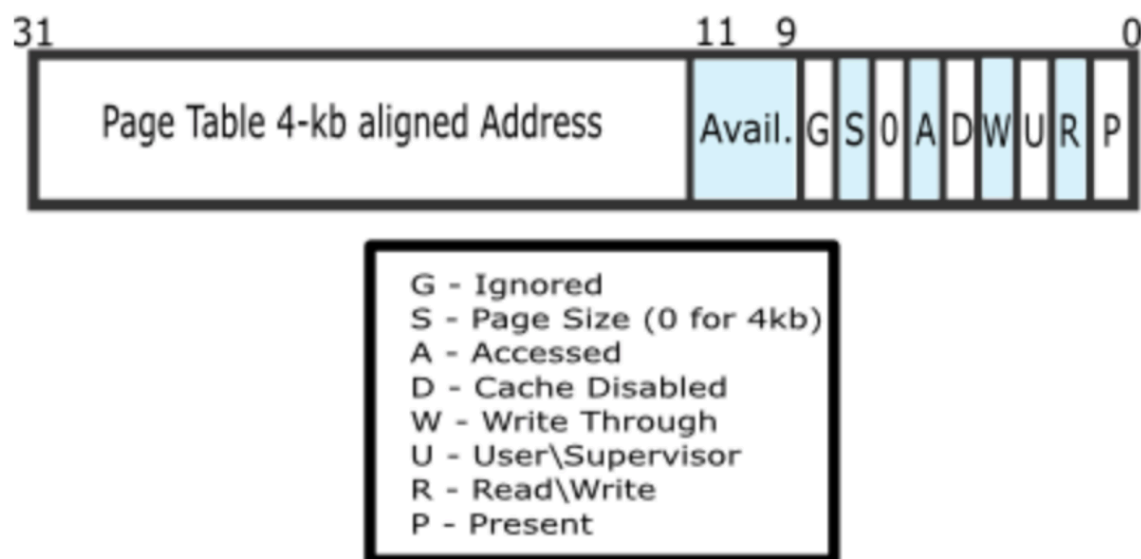 31 11 9 0
Page Table 4-kb aligned Address Avail. G S 0 A D W U R P
G - Ignored
S - Page Size (0 for 4kb)
A - Accessed
D - Cache Disabled
W - Write Through
U - User\Supervisor
R - Read\Write
P - Present